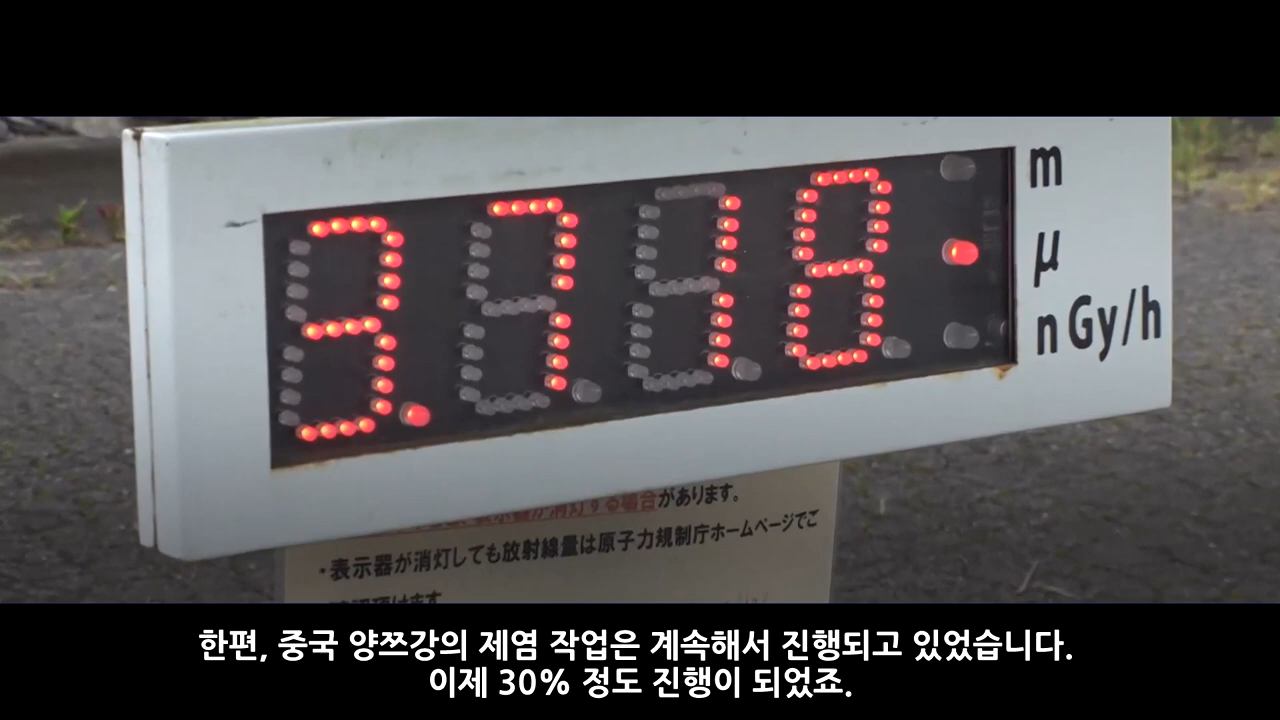 3.718
m
μ
n Gy/h
する場合があります。
・表示器が消灯しても放射線量は原子力規制庁ホームページでご
한편, 중국 양쯔강의 제염 작업은 계속해서 진행되고 있었습니다.
이제 30% 정도 진행이 되었죠.